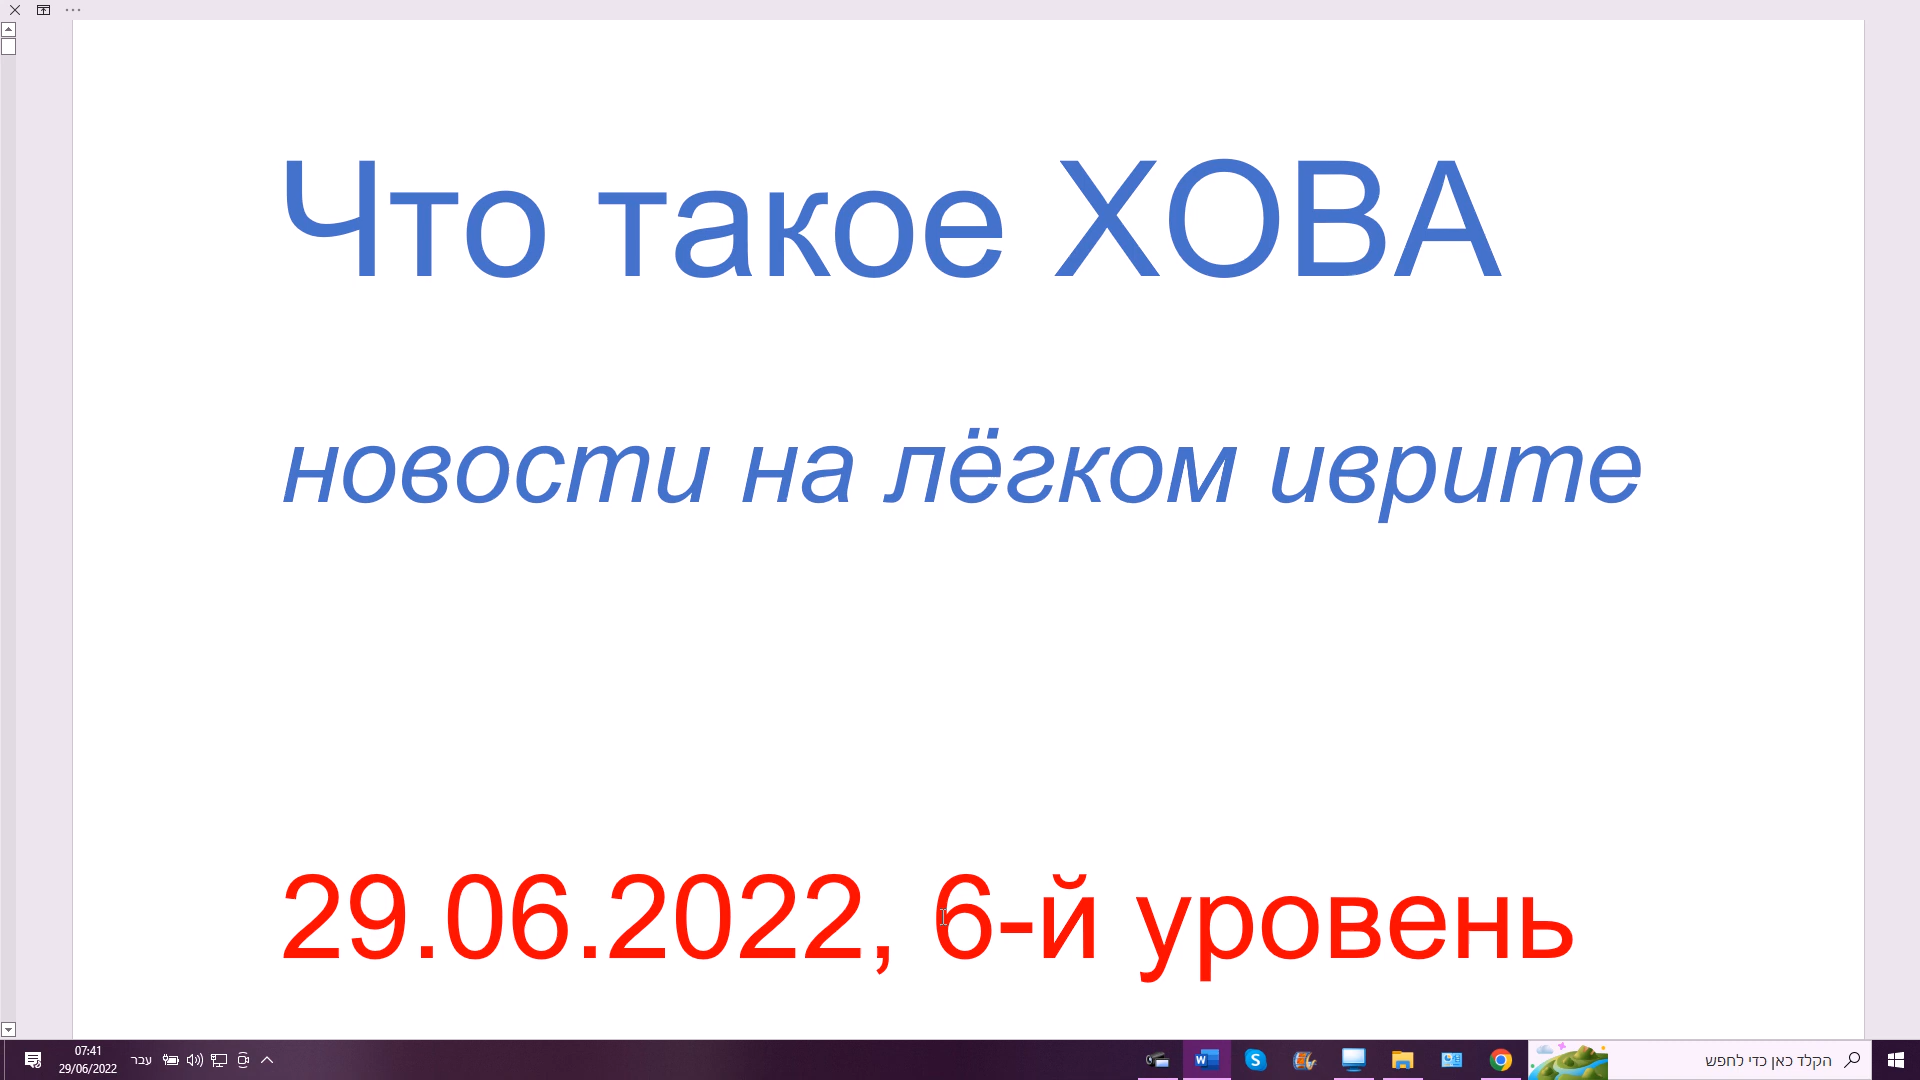 Что такое ХОВА
новости на лёгком иврите
29.06.2022, 6-й уровень
07:41
29/06/2022
עבר
הקלד כאן כדי לחפש